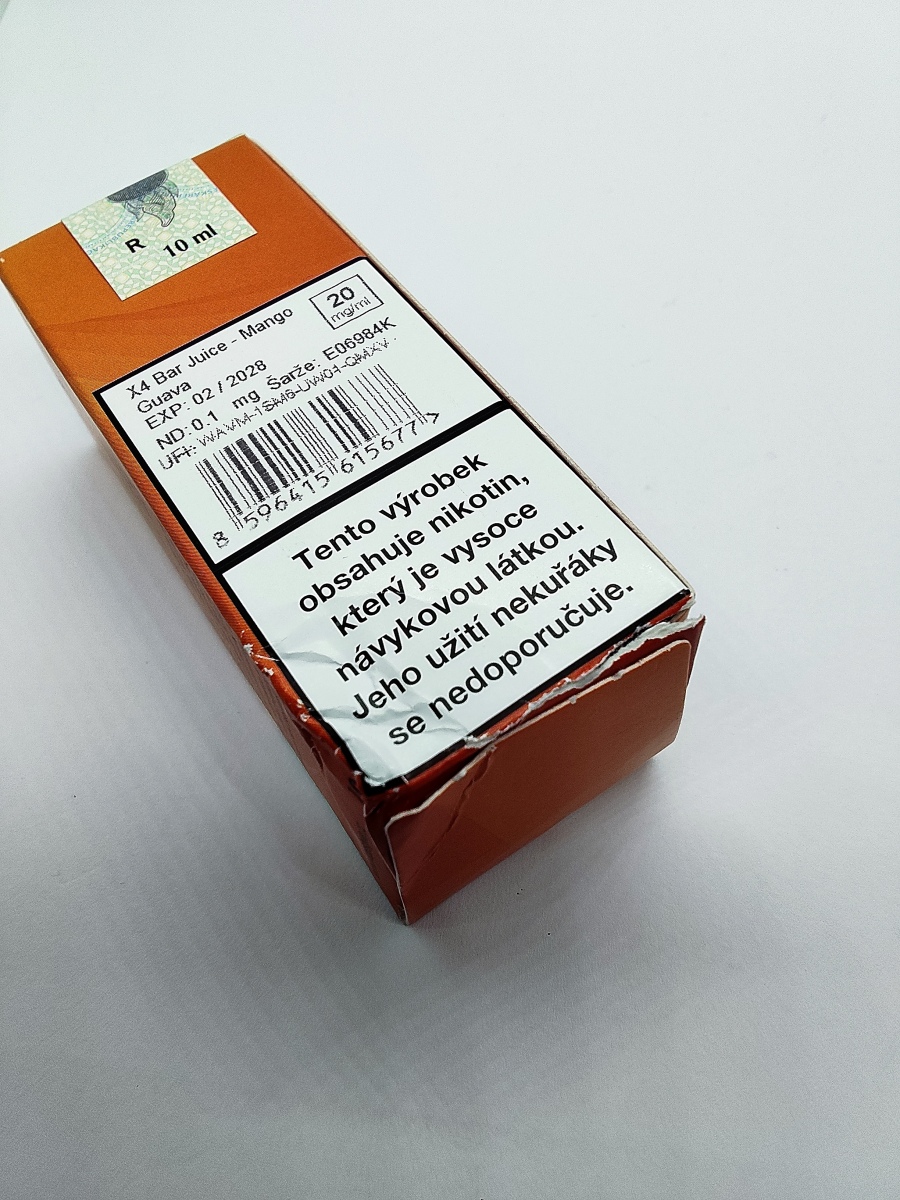 R 10 ml
X4 Bar Juice - Mango
Guava
20
mg/ml
EXP: 02 / 2028
ND: 0.1 mg Šarže: E06984K
UFI:
8 596415 615677 >
Tento výrobek
obsahuje nikotin,
který je vysoce
návykovou látkou.
Jeho užití nekuřáky
se nedoporučuje.